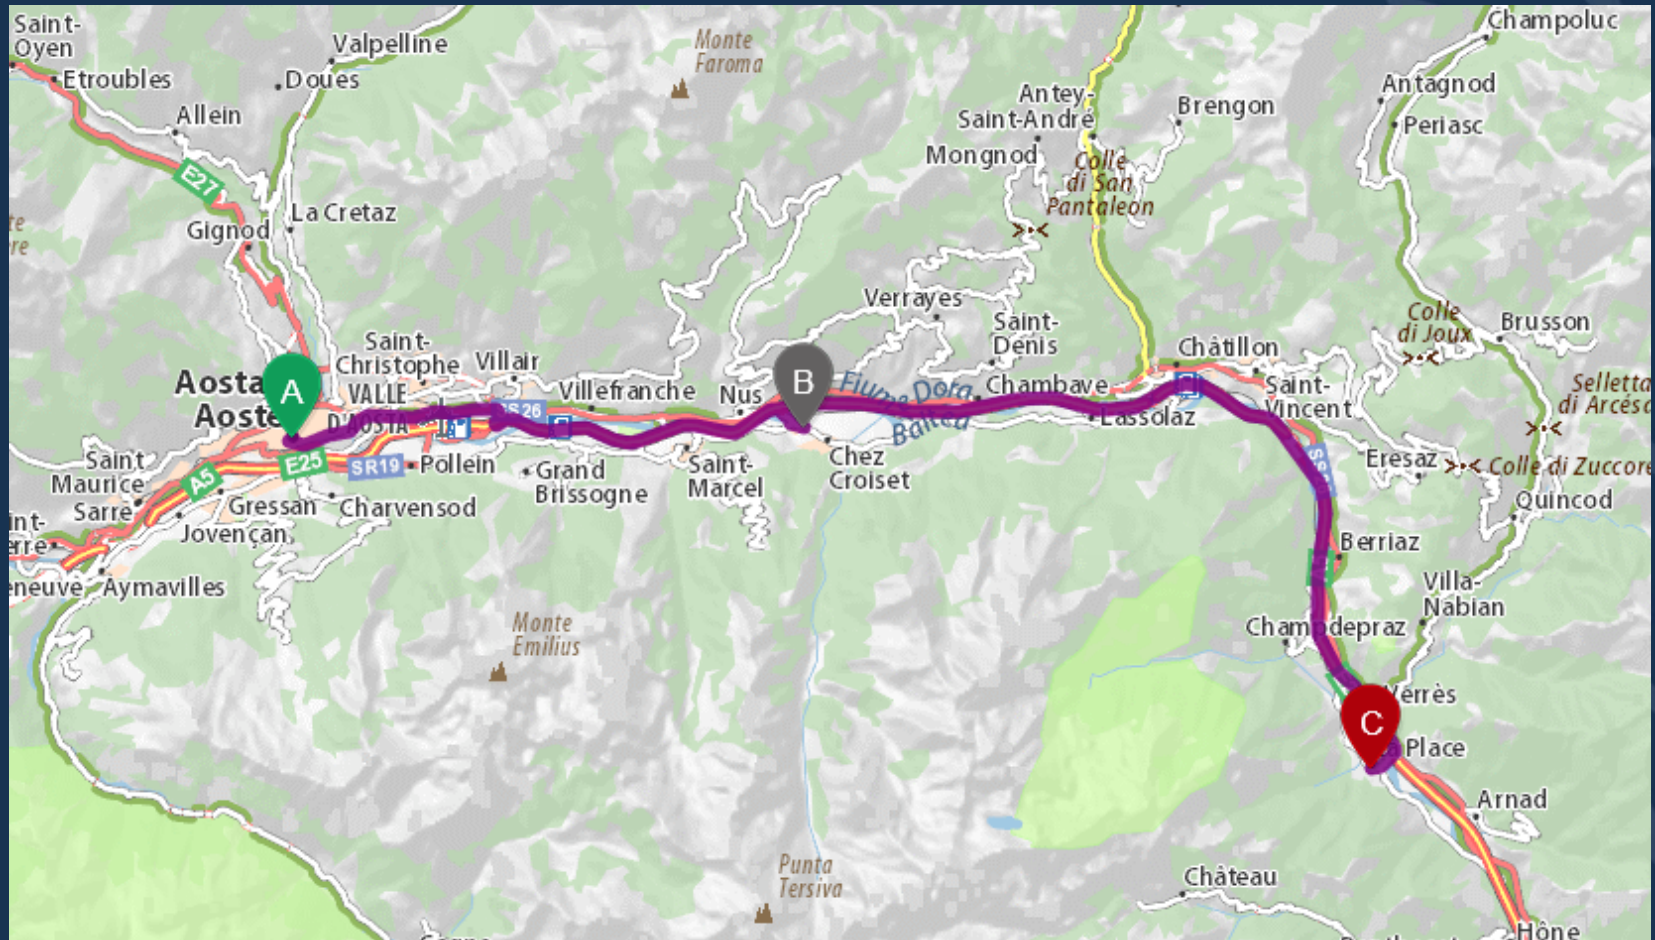 Saint-
Oyen
Etroubles
Valpelline
Doues
Allein
E27
La Cretaz
Gignod
Monte
Faroma
Champoluc
Antagnod
Periasc
Antey-
Saint-André
Brengon
Mongnod
Colle
di San
Pantaleon
Verrayes
Saint-
Denis
Colle
di Joux
Brusson
Châtillon
Saint-
Christophe
Villair
Aosta
Aoste
A
VALLE
D'AOSTA
SS26
Villefranche
Nus
B
Fiume Dora
Baltea
Chambave
Lassolaz
Saint-
Vincent
Selletta
di Arcesa
Eresaz
Colle di Zuccore
Quincod
Saint
Maurice
A5
E25
SR19
Pollein
Sarre
Gressan
Charvensod
Jovençan
Grand
Brissogne
Saint-
Marcel
Chez
Croiset
Aymavilles
Berriaz
Villa-
Nabian
Champdepraz
Monte
Emilius
Verrès
C
Place
Arnad
Punta
Tersiva
Château
Hône